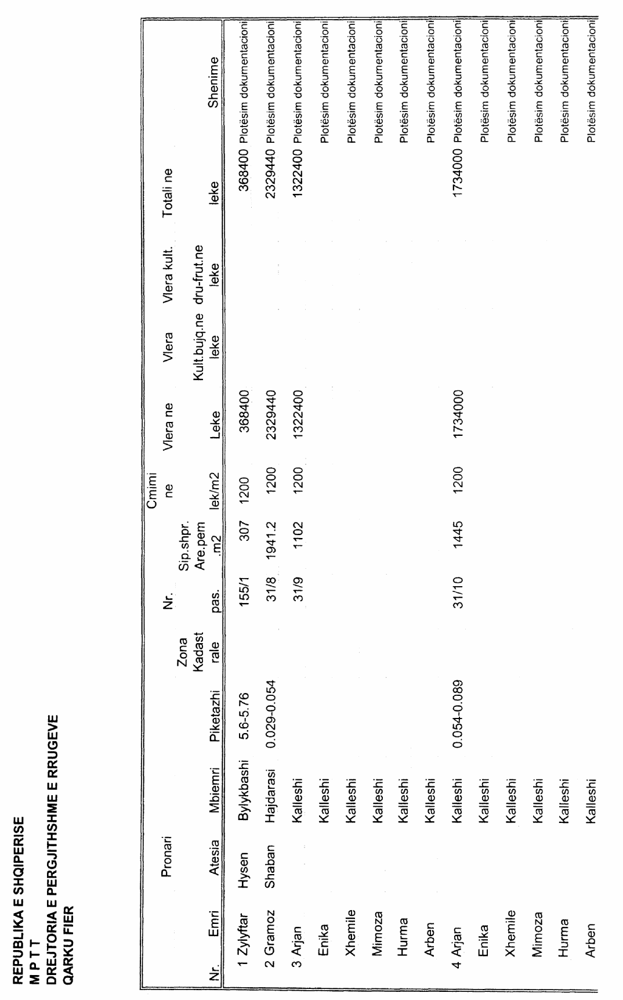 REPUBLIKA E SHQIPERISE
M P T T
DREJTORIA E PERGJITHSHME E RRUGEVE
QARKU FIER
Cmimi
Pronari Nr. ne Vlera ne Vlera Vlera kult. Totali ne
Zona Sip.shpr.
Kadast Are.pem Kult.bujq.ne dru-frut.ne
Nr. Emri Atesia Mbiemri Piketazhi rale pas. .m2 lek/m2 Leke leke leke leke Shenime
1 Zylyftar Hysen Bylykbashi 5.6-5.76 155/1 307 1200 368400 368400 Plotësim dokumentacioni
2 Gramoz Shaban Hajdarasi 0.029-0.054 31/8 1941.2 1200 2329440 2329440 Plotësim dokumentacioni
3 Arjan Kalleshi 31/9 1102 1200 1322400 1322400 Plotësim dokumentacioni
Enika Kalleshi Plotësim dokumentacioni
Xhemile Kalleshi Plotësim dokumentacioni
Mimoza Kalleshi Plotësim dokumentacioni
Hurma Kalleshi Plotësim dokumentacioni
Arben Kalleshi Plotësim dokumentacioni
4 Arjan Kalleshi 0.054-0.089 31/10 1445 1200 1734000 1734000 Plotësim dokumentacioni
Enika Kalleshi Plotësim dokumentacioni
Xhemile Kalleshi Plotësim dokumentacioni
Mimoza Kalleshi Plotësim dokumentacioni
Hurma Kalleshi Plotësim dokumentacioni
Arben Kalleshi Plotësim dokumentacioni